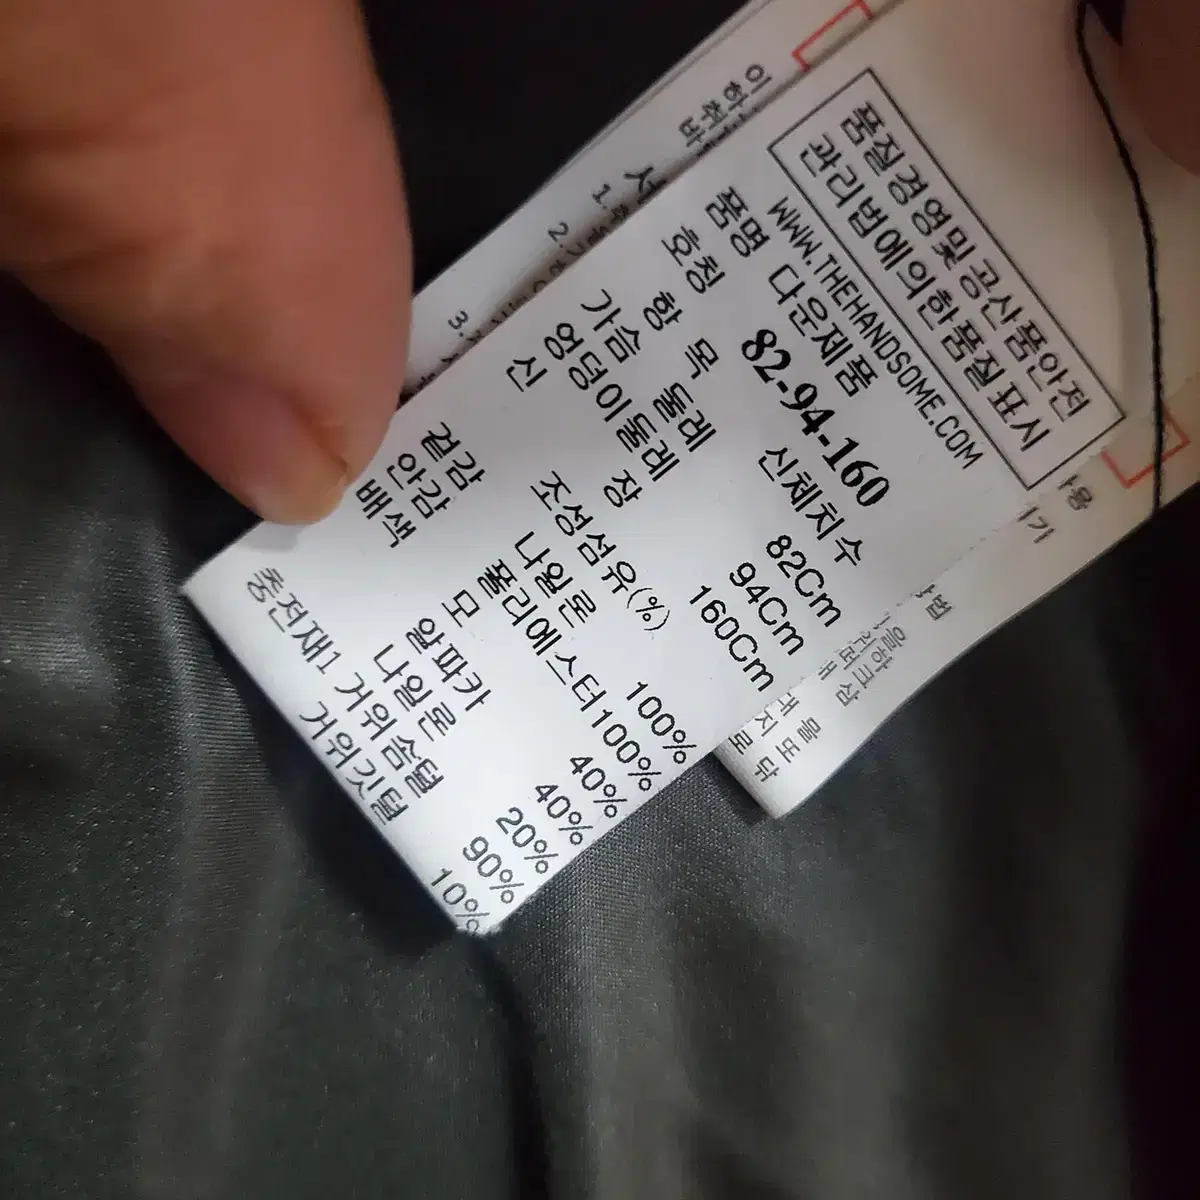 품질경영및공산품안전
관리법에의한품질표시
WWW.THEHANDSOME.COM
품명 다운제품
호칭 82-94-160
항 목 신체치수
가슴 둘레 82Cm
엉덩이둘레 94Cm
신 장 160Cm
조성섬유(%)
겉감 나일론 100%
안감 폴리에스터100%
배색 모 40%
알파카 40%
나일론 20%
충전재1 거위솜털 90%
거위깃털 10%
1.
2.
3.